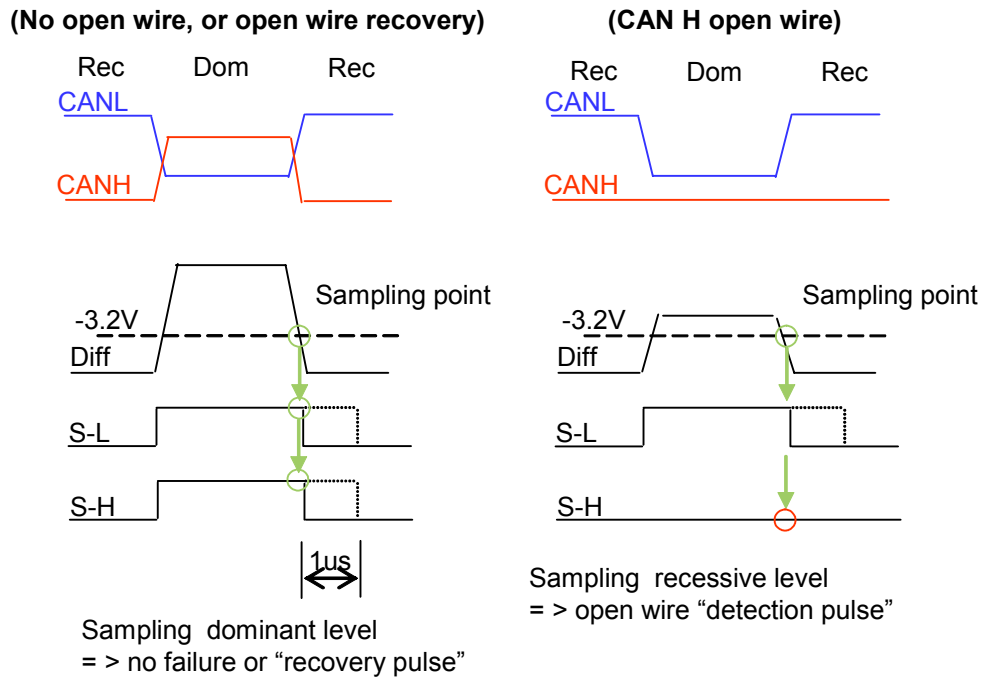 (No open wire, or open wire recovery)
Rec Dom Rec
CANL
CANH
Sampling point
-3.2V
Diff
S-L
S-H
1us
Sampling dominant level
= > no failure or “recovery pulse”
(CAN H open wire)
Rec Dom Rec
CANL
CANH
Sampling point
-3.2V
Diff
S-L
S-H
Sampling recessive level
= > open wire “detection pulse”